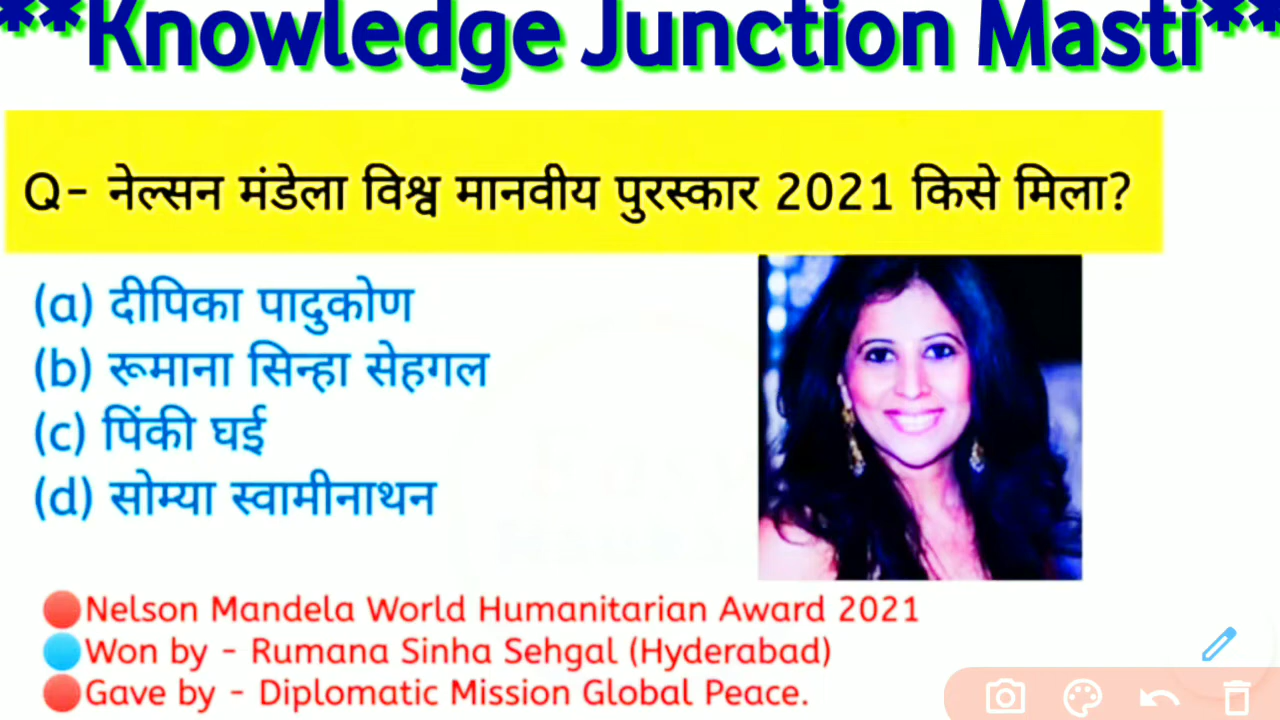 **Knowledge Junction Masti**
Q- नेल्सन मंडेला विश्व मानवीय पुरस्कार 2021 किसे मिला?
(a) दीपिका पादुकोण
(b) रूमाना सिन्हा सेहगल
(c) पिंकी घई
(d) सोम्या स्वामीनाथन
Nelson Mandela World Humanitarian Award 2021
Won by - Rumana Sinha Sehgal (Hyderabad)
Gave by - Diplomatic Mission Global Peace.